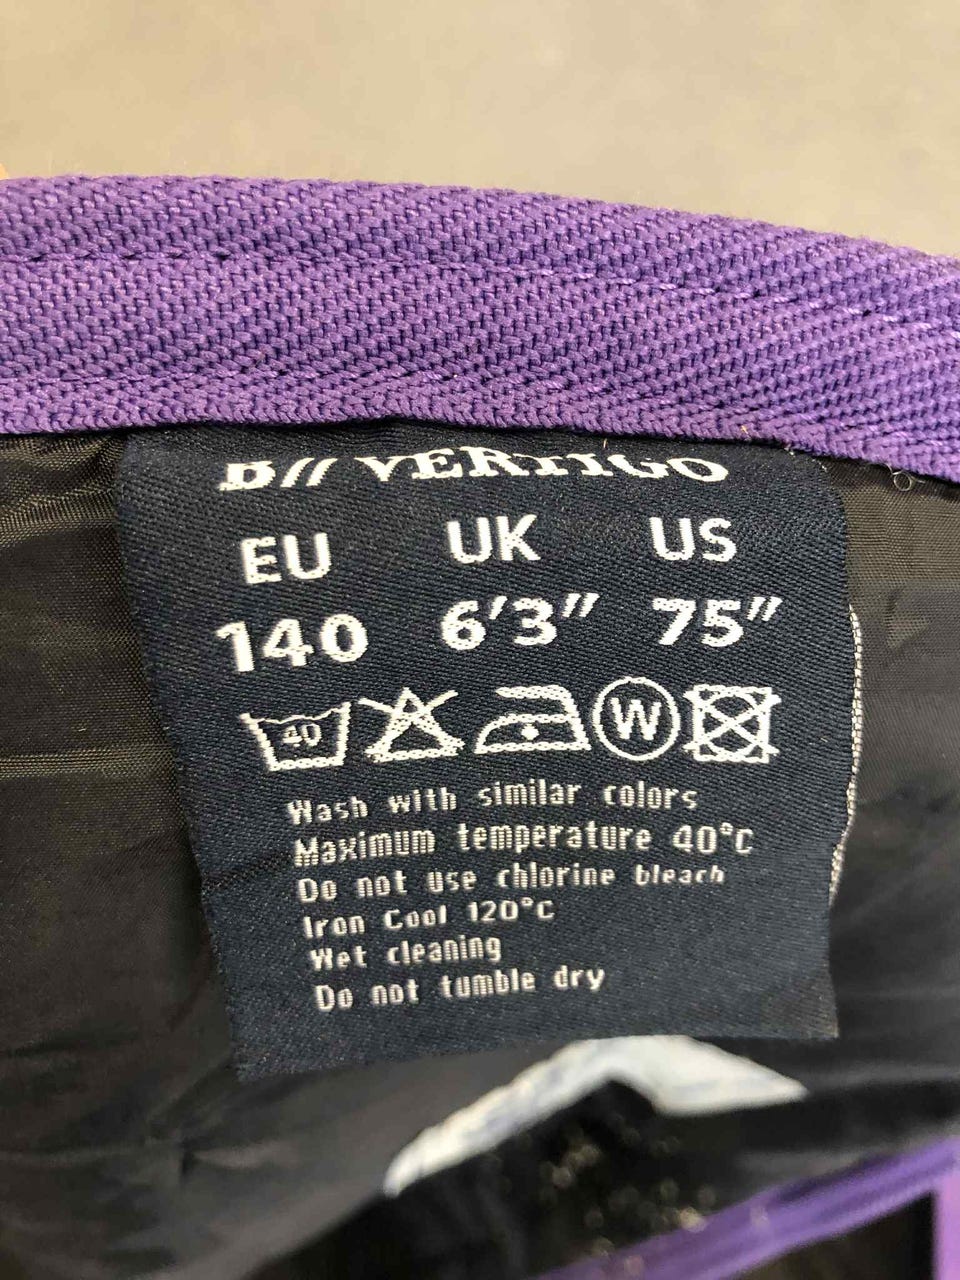 B// VERTIGO
EU UK US
140 6'3" 75"
40 W
Wash with similar colors
Maximum temperature 40°C
Do not use chlorine bleach
Iron Cool 120°C
Wet cleaning
Do not tumble dry